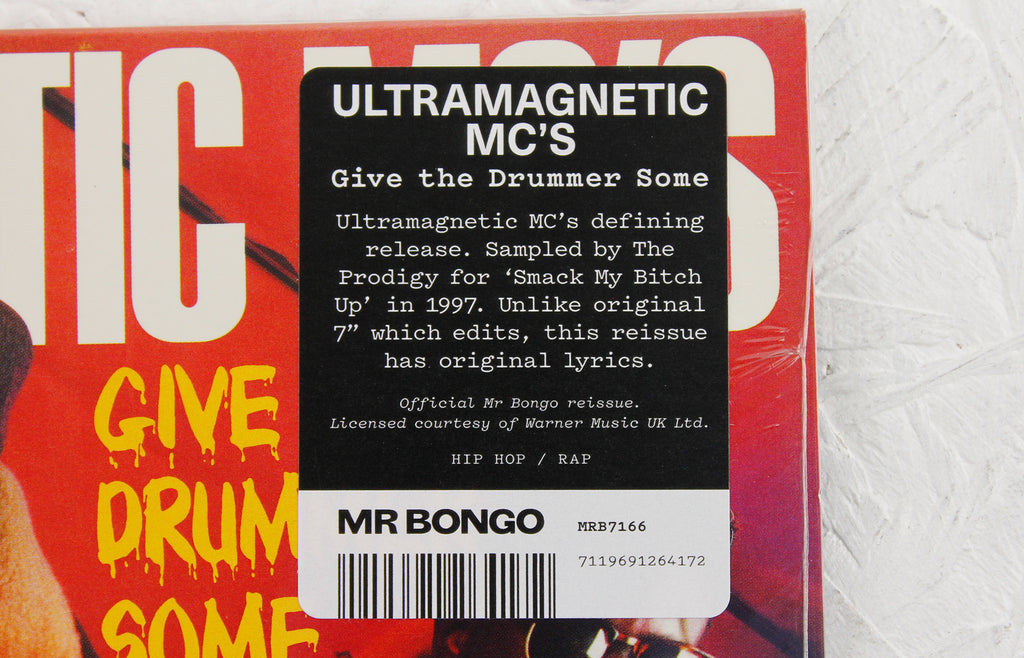 TIC MC'S
ULTRAMAGNETIC
MC'S
Give the Drummer Some
Ultramagnetic MC's defining
release. Sampled by The
Prodigy for ‘Smack My Bitch
Up’ in 1997. Unlike original
7” which edits, this reissue
has original lyrics.
Official Mr Bongo reissue.
Licensed courtesy of Warner Music UK Ltd.
HIP HOP / RAP
MR BONGO MRB7166
7119691264172
GIVE
DRUM
SOME